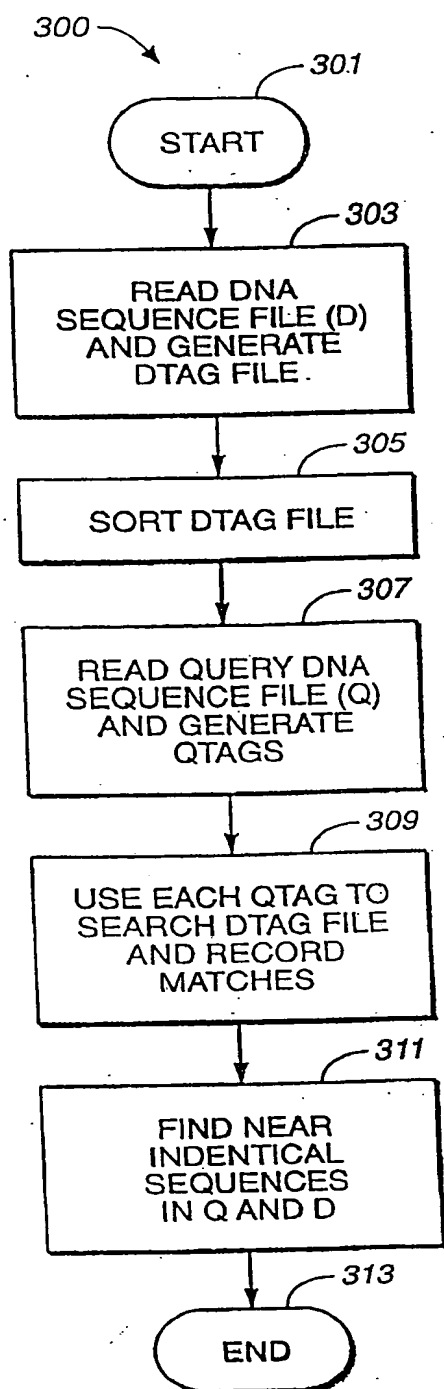 300
301
START
303
READ DNA
SEQUENCE FILE (D)
AND GENERATE
DTAG FILE.
305
SORT DTAG FILE
307
READ QUERY DNA
SEQUENCE FILE (Q)
AND GENERATE
QTAGS
309
USE EACH QTAG TO
SEARCH DTAG FILE
AND RECORD
MATCHES
311
FIND NEAR
INDENTICAL
SEQUENCES
IN Q AND D
313
END